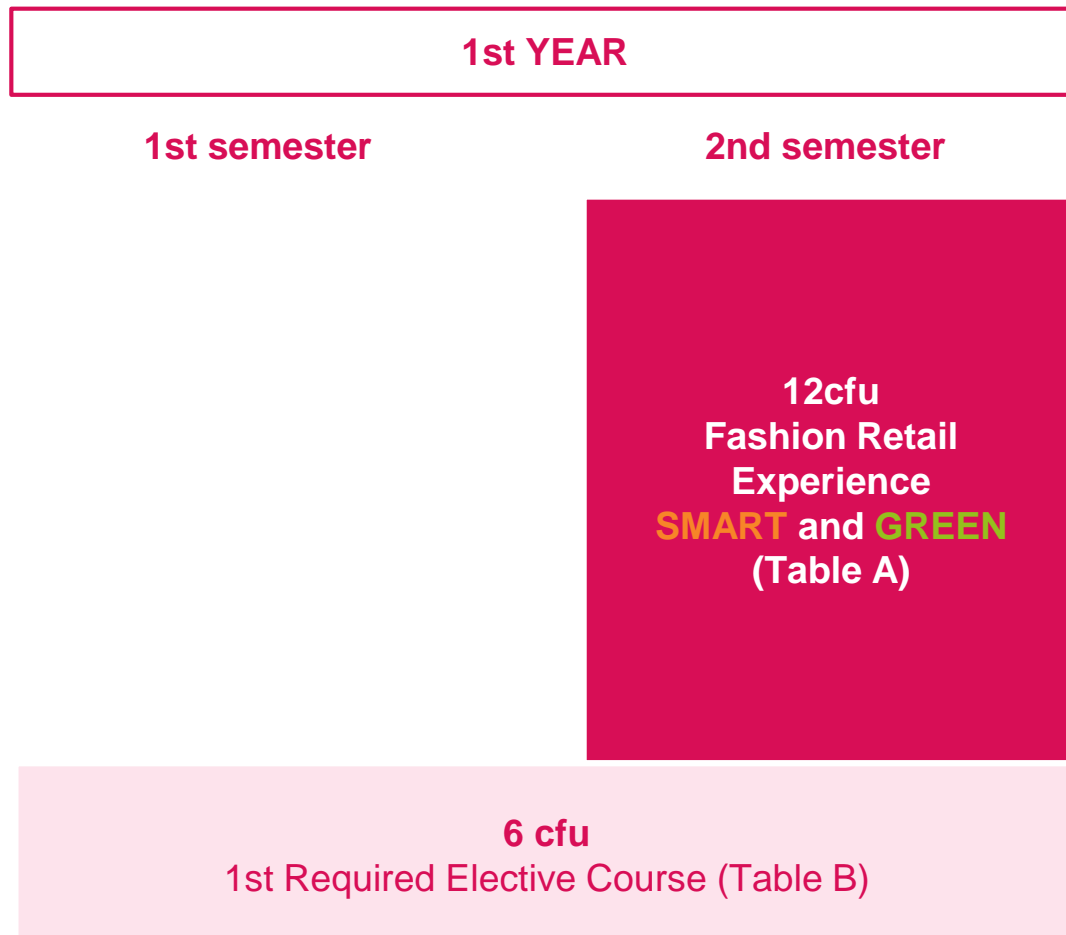 1st YEAR
1st semester
2nd semester
12cfu
Fashion Retail
Experience
SMART and GREEN
(Table A)
6 cfu
1st Required Elective Course (Table B)